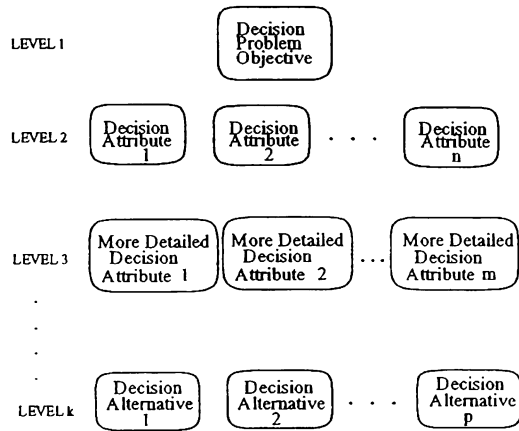 LEVEL 1
Decision
Problem
Objective
LEVEL 2
Decision
Attribute
1
Decision
Attribute
2
. . .
Decision
Attribute
n
LEVEL 3
More Detailed
Decision
Attribute 1
More Detailed
Decision
Attribute 2
. . .
More Detailed
Decision
Attribute m
.
.
.
.
LEVEL k
Decision
Alternative
1
Decision
Alternative
2
. . .
Decision
Alternative
p